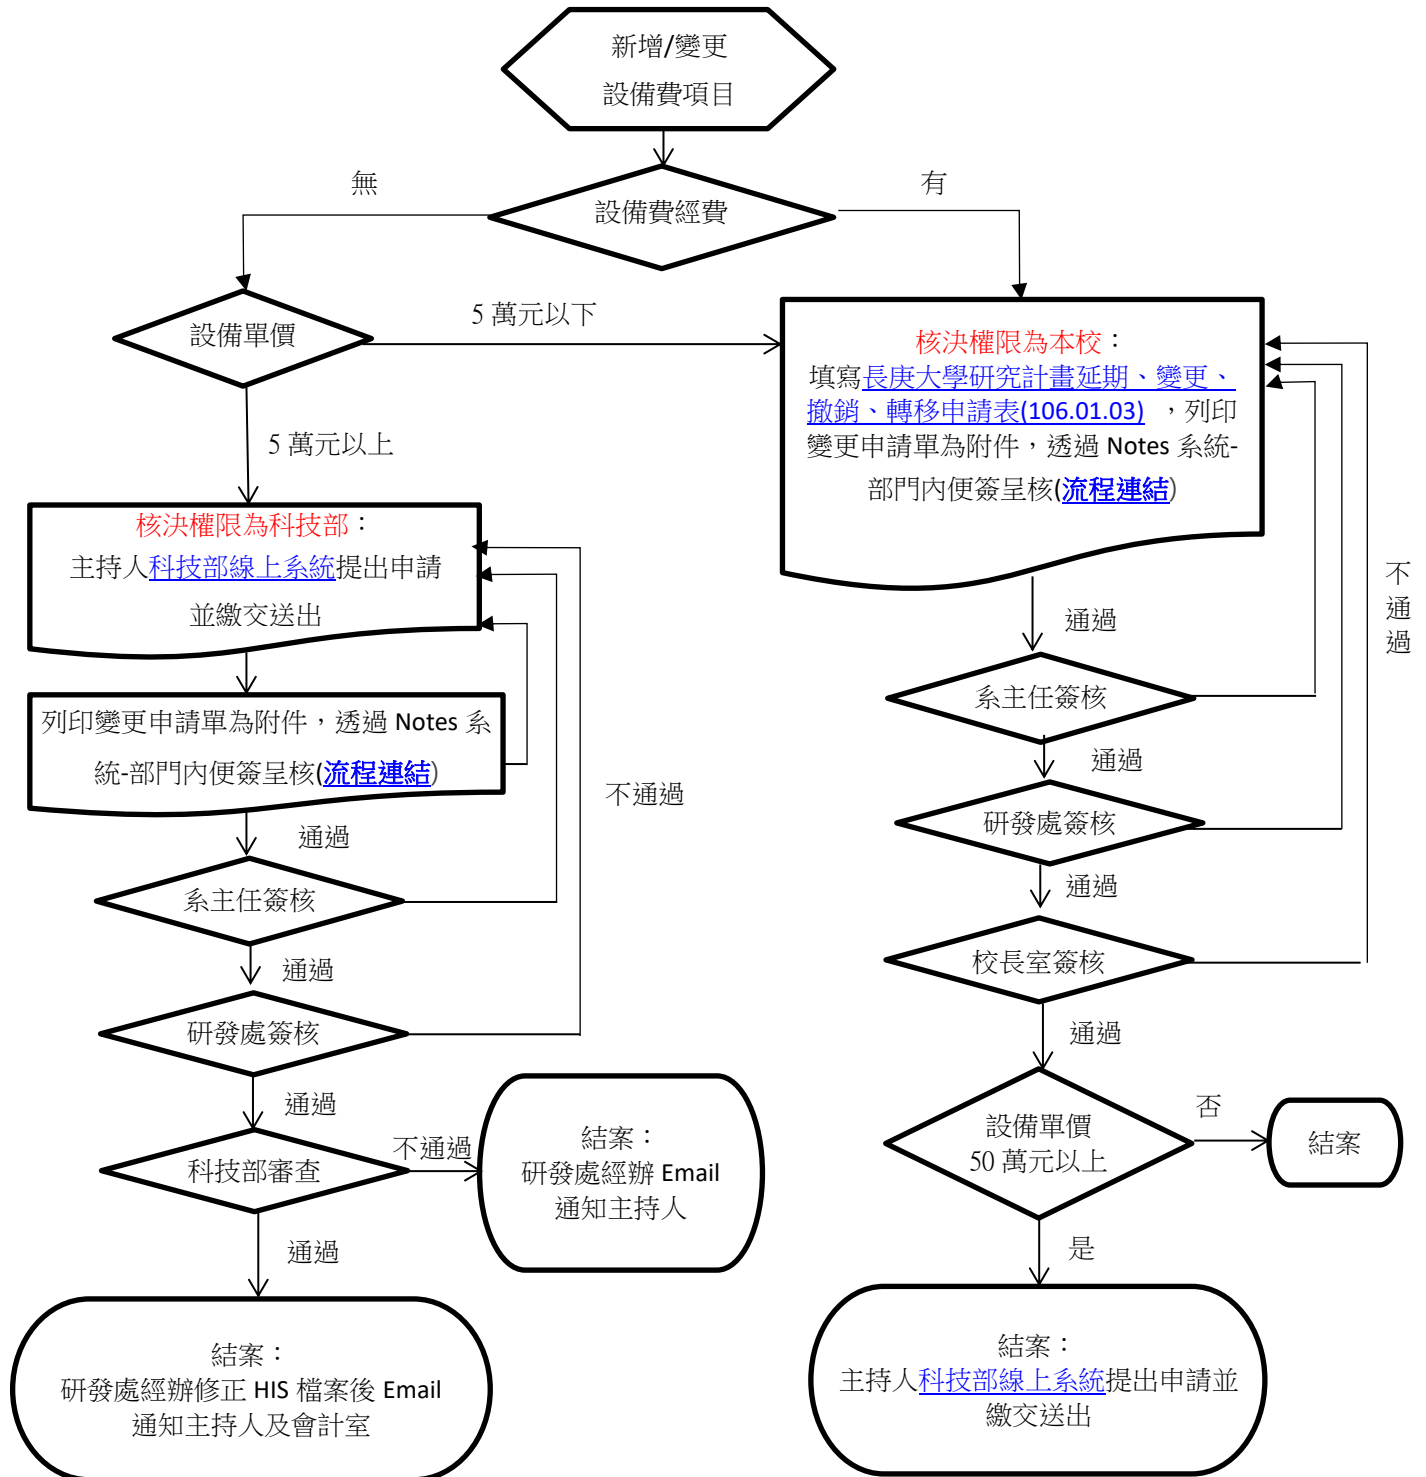 新增/變更
設備費項目
無
有
設備費經費
設備單價
5 萬元以下
5 萬元以上
核決權限為本校：
填寫長庚大學研究計畫延期、變更、
撤銷、轉移申請表(106.01.03) ，列印
變更申請單為附件，透過 Notes 系統-
部門內便簽呈核(流程連結)
核決權限為科技部：
主持人科技部線上系統提出申請
並繳交送出
列印變更申請單為附件，透過 Notes 系
統-部門內便簽呈核(流程連結)
通過
系主任簽核
通過
研發處簽核
不通過
通過
科技部審查
不通過
結案：
研發處經辦 Email
通知主持人
通過
結案：
研發處經辦修正 HIS 檔案後 Email
通知主持人及會計室
通過
系主任簽核
通過
研發處簽核
通過
校長室簽核
不
通
過
通過
設備單價
50 萬元以上
否
結案
是
結案：
主持人科技部線上系統提出申請並
繳交送出